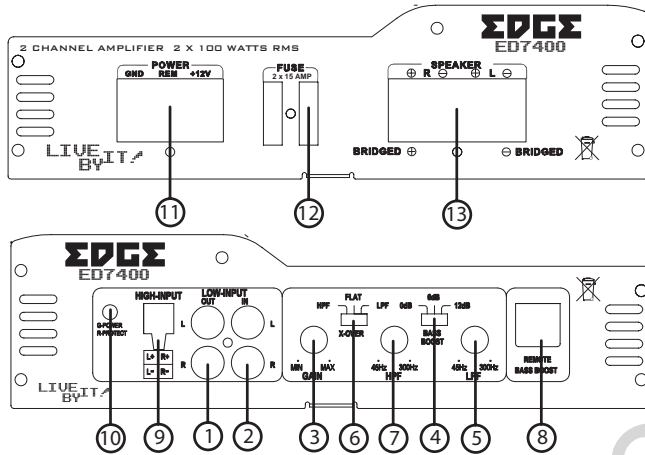 EDGE
ED7400
2 CHANNEL AMPLIFIER 2 X 100 WATTS RMS
POWER
GND REM +12V
FUSE
2 x 15 AMP
SPEAKER
⊕ R ⊖ ⊕ L ⊖
LIVE IT!
BY
BRIDGED ⊕ ⊖ BRIDGED
11 12 13
EDGE
ED7400
HIGH-INPUT LOW-INPUT
OUT IN
G-POWER
R-PROTECT
L L
L+ R+
L- R-
R R
FLAT
HPF LPF
X-OVER
0dB 6dB 12dB
BASS
BOOST
MIN MAX
GAIN
45Hz 300Hz
HPF
45Hz 300Hz
LPF
REMOTE
BASS BOOST
LIVE IT!
BY
10 9 1 2 3 6 7 4 5 8